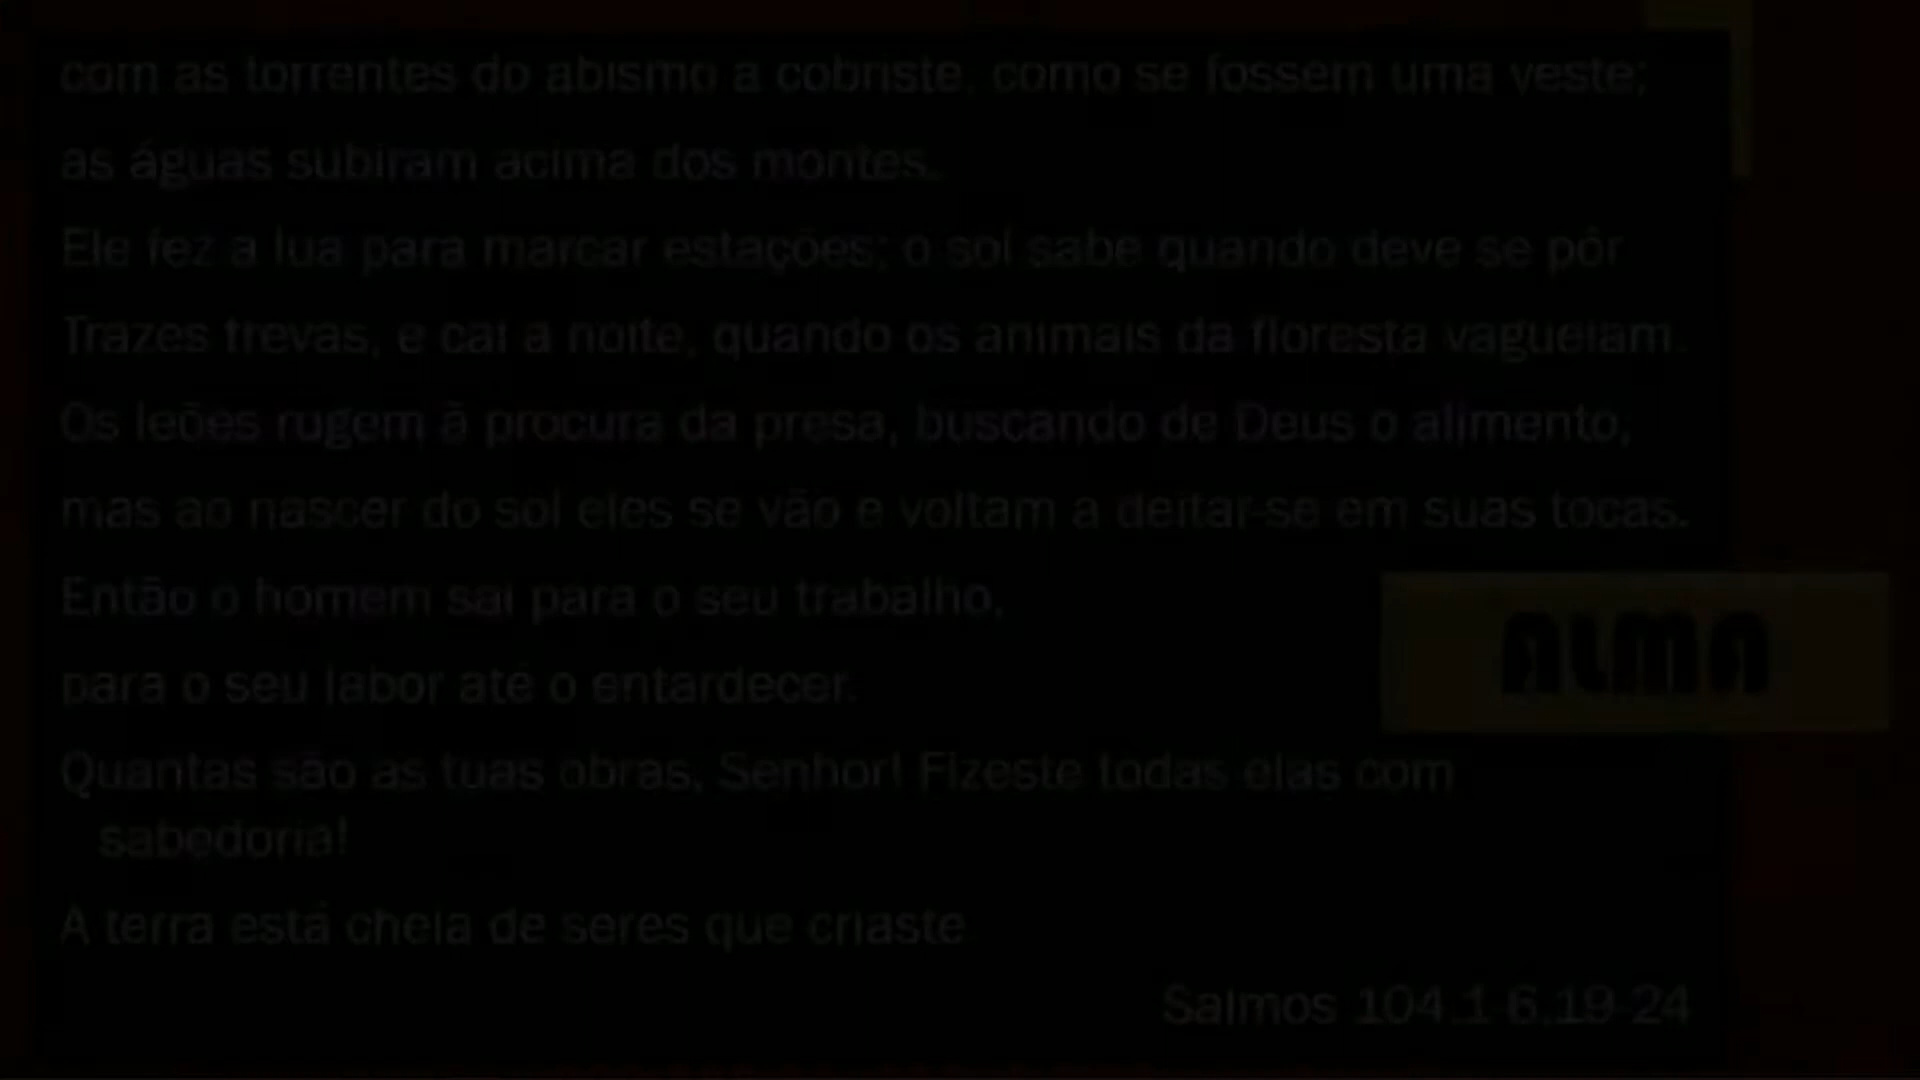 com as torrentes do abismo a cobriste, como se fossem uma veste;
as águas subiram acima dos montes.
Ele fez a lua para marcar estações; o sol sabe quando deve se pôr
Trazes trevas, e cai a noite, quando os animais da floresta vagueiam.
Os leões rugem à procura da presa, buscando de Deus o alimento,
mas ao nascer do sol eles se vão e voltam a deitar-se em suas tocas.
Então o homem sai para o seu trabalho,
para o seu labor até o entardecer.
ALMA
Quantas são as tuas obras, Senhor! Fizeste todas elas com
sabedoria!
A terra está cheia de seres que criaste
Salmos 104.1-6,19-24